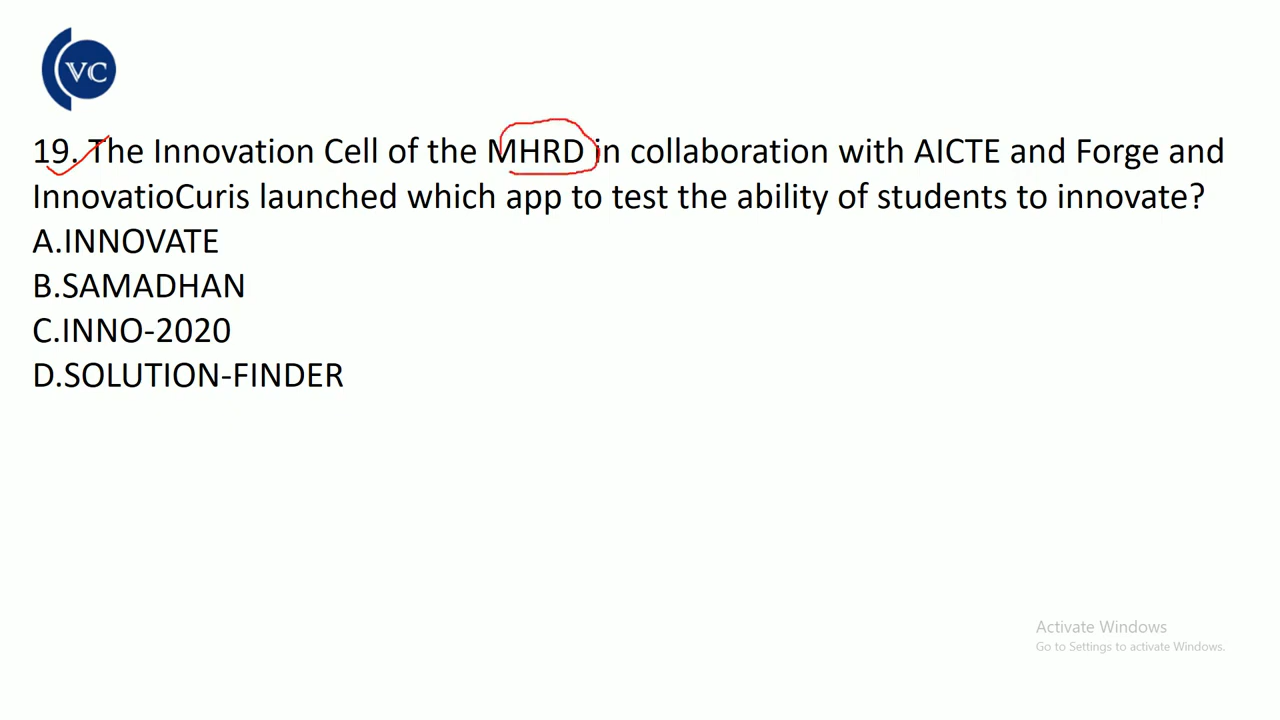 VC
19. The Innovation Cell of the MHRD in collaboration with AICTE and Forge and
InnovatioCuris launched which app to test the ability of students to innovate?
A.INNOVATE
B.SAMADHAN
C.INNO-2020
D.SOLUTION-FINDER
Activate Windows
Go to Settings to activate Windows.